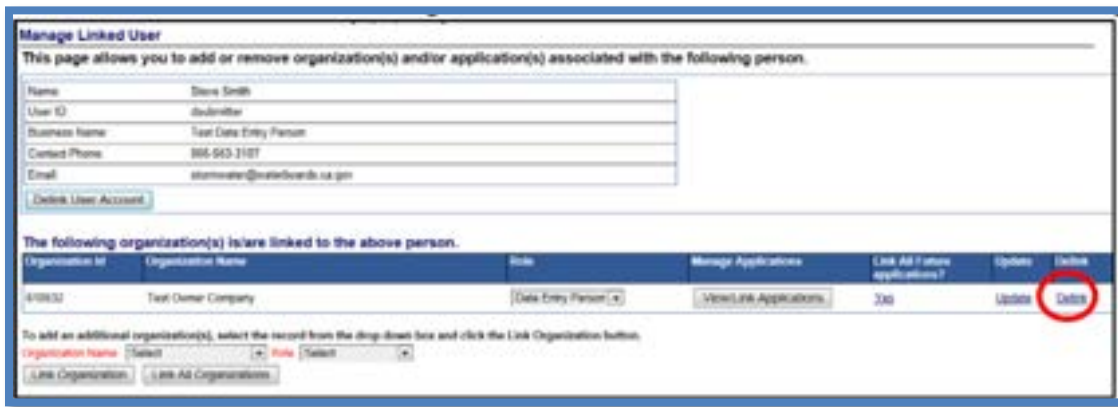 Manage Linked User
This page allows you to add or remove organization(s) and/or application(s) associated with the following person.
Name Steve Smith
User ID
Business Name Test Data Entry Person
Contact Phone 866-563-3107
Email stormwater@waterboards.ca.gov
Delink User Account
The following organization(s) is/are linked to the above person.
Organization Id Organization Name Role Manage Applications Link All Future applications? Update Delink
Test Owner Company Data Entry Person View/Link Applications Yes Update Delink
To add an additional organization(s), select the record from the drop down box and click the Link Organization button.
Organization Name Select Role Select
Link Organization Link All Organizations